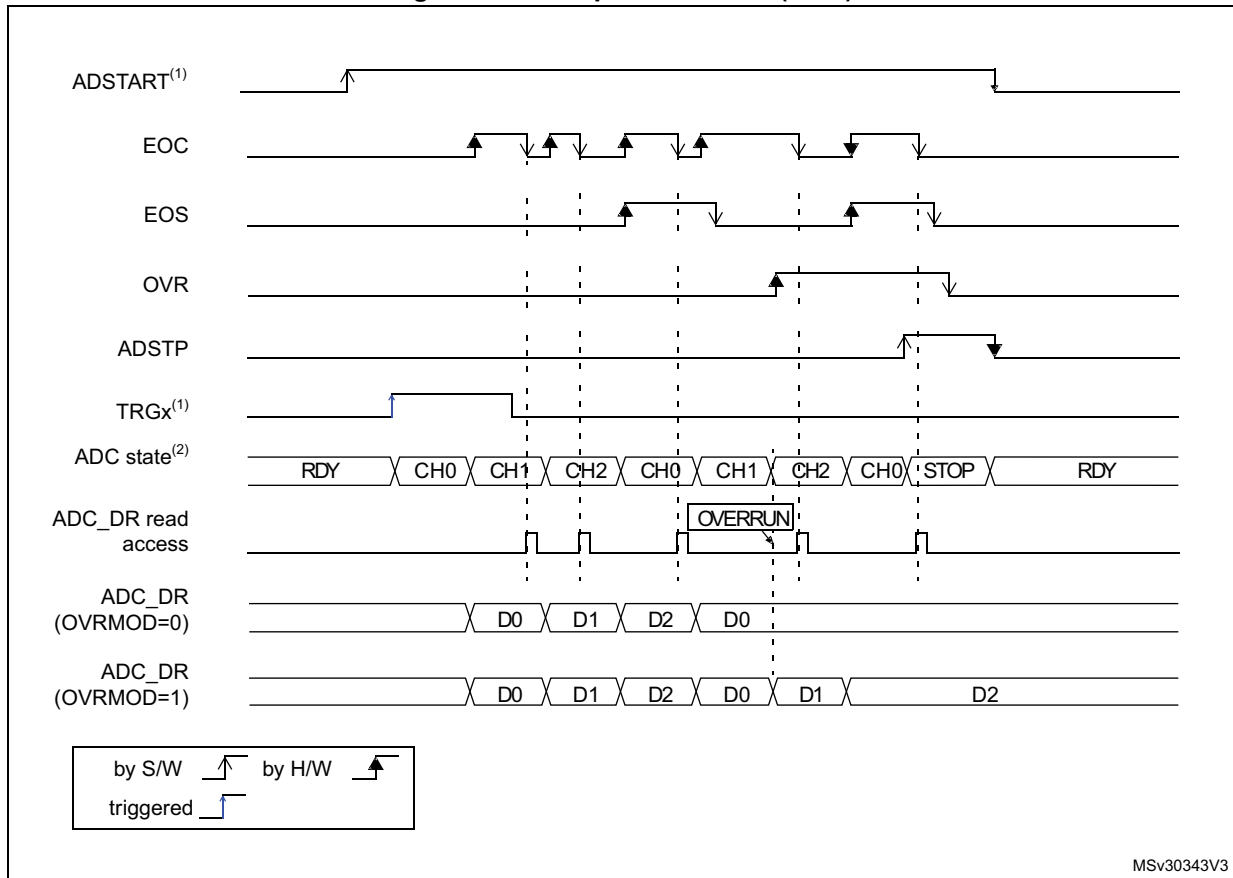 ADSTART(1)
EOC
EOS
OVR
ADSTP
TRGx(1)
ADC state(2)
RDY CH0 CH1 CH2 CH0 CH1 CH2 CH0 STOP RDY
ADC_DR read
access
OVERRUN
ADC_DR
(OVRMOD=0)
D0 D1 D2 D0
ADC_DR
(OVRMOD=1)
D0 D1 D2 D0 D1 D2
by S/W by H/W
triggered
MSv30343V3